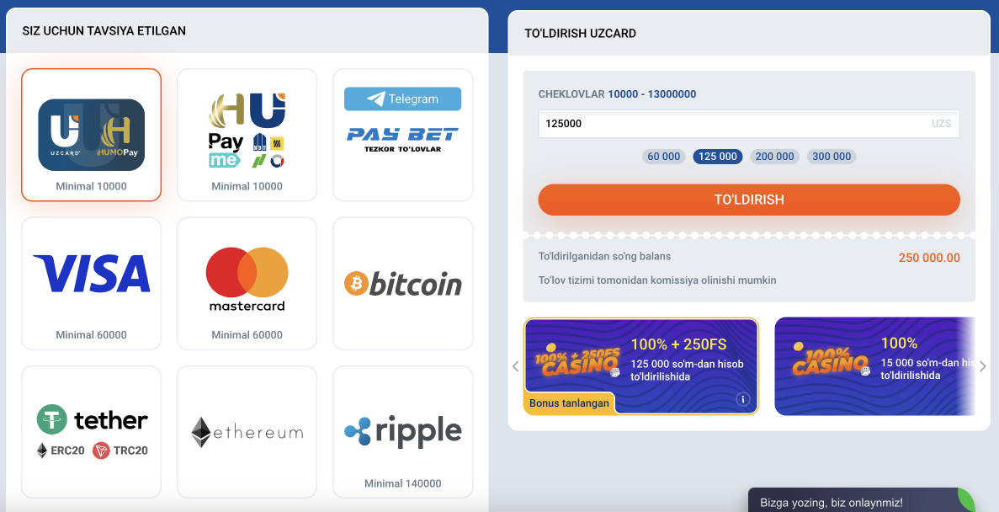 SIZ UCHUN TAVSIYA ETILGAN
UZCARD
HUMOPay
Minimal 10000
HU
Pay
me
Minimal 10000
Telegram
PAY BET
TEZKOR TO'LOVLAR
VISA
Minimal 60000
mastercard
Minimal 60000
bitcoin
tether
ERC20 TRC20
ethereum
ripple
Minimal 140000
TO'LDIRISH UZCARD
CHEKLOVLAR 10000 - 13000000
125000 UZS
60 000 125 000 200 000 300 000
TO'LDIRISH
To'ldirilganidan so'ng balans 250 000.00
To'lov tizimi tomonidan komissiya olinishi mumkin
100% + 250FS
CASINO
100% + 250FS
125 000 so'm-dan hisob
to'ldirilishida
Bonus tanlangan
100%
CASINO
100%
15 000 so'm-dan his
to'ldirilishida
Bizga yozing, biz onlaynmiz!